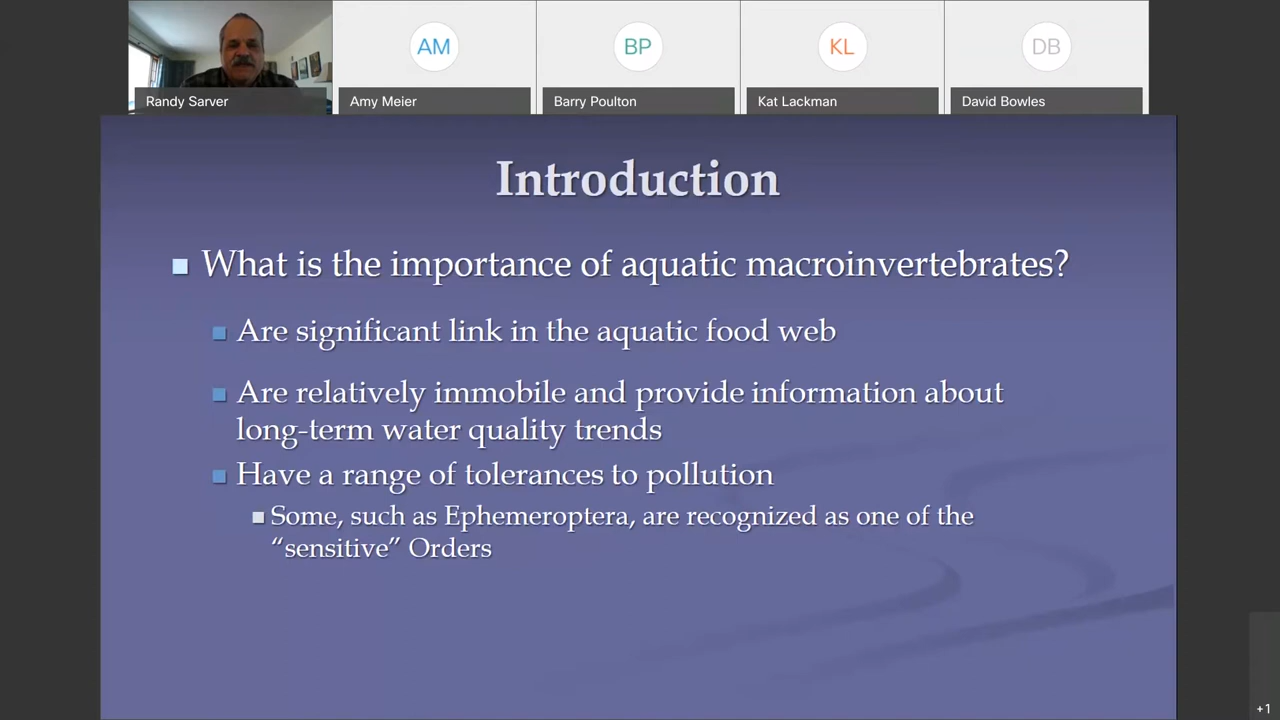 AM
BP
KL
DB
Randy Sarver
Amy Meier
Barry Poulton
Kat Lackman
David Bowles
Introduction
What is the importance of aquatic macroinvertebrates?
Are significant link in the aquatic food web
Are relatively immobile and provide information about
long-term water quality trends
Have a range of tolerances to pollution
Some, such as Ephemeroptera, are recognized as one of the
“sensitive” Orders
+1